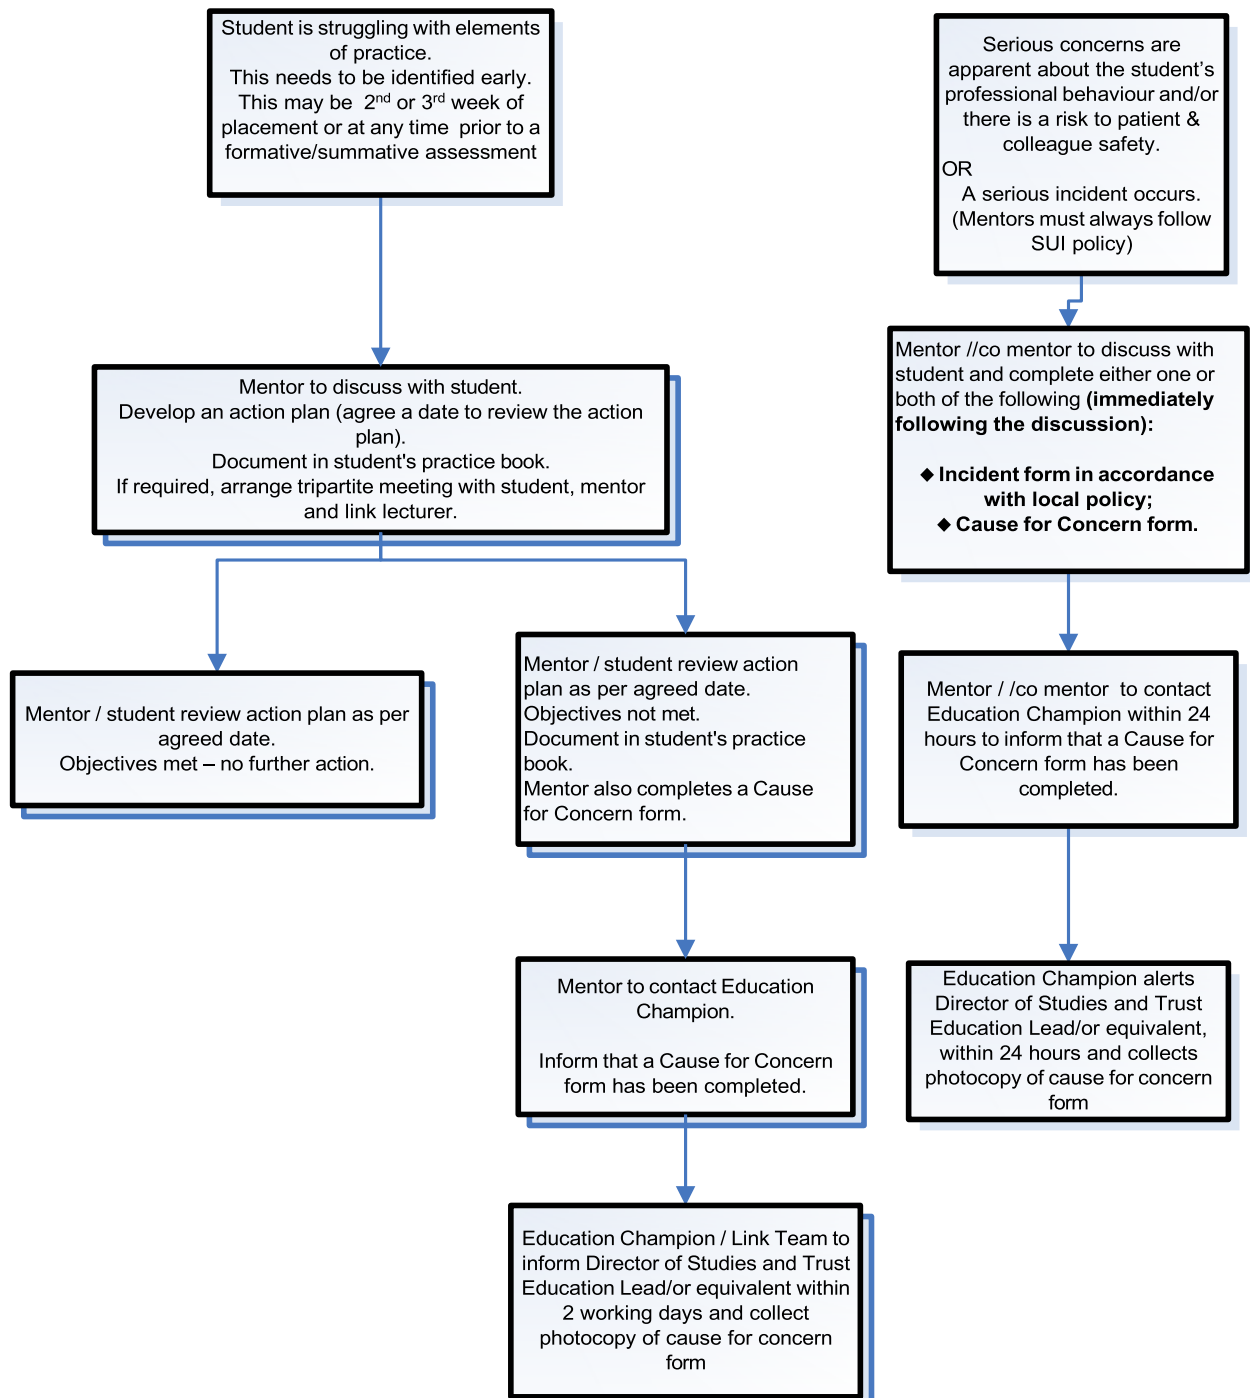 Student is struggling with elements
of practice.
This needs to be identified early.
This may be  2nd or 3rd week of
placement or at any time  prior to a
formative/summative assessment
Serious concerns are
apparent about the student’s
professional behaviour and/or
there is a risk to patient &
colleague safety.
OR
A serious incident occurs.
(Mentors must always follow
SUI policy)
Mentor to discuss with student.
Develop an action plan (agree a date to review the action
plan).
Document in student's practice book.
If required, arrange tripartite meeting with student, mentor
and link lecturer.
Mentor //co mentor to discuss with
student and complete either one or
both of the following (immediately
following the discussion):
◆ Incident form in accordance
with local policy;
◆ Cause for Concern form.
Mentor / student review action plan as per
agreed date.
Objectives met – no further action.
Mentor / student review action
plan as per agreed date.
Objectives not met.
Document in student's practice
book.
Mentor also completes a Cause
for Concern form.
Mentor / /co mentor  to contact
Education Champion within 24
hours to inform that a Cause for
Concern form has been
completed.
Mentor to contact Education
Champion.
Inform that a Cause for Concern
form has been completed.
Education Champion alerts
Director of Studies and Trust
Education Lead/or equivalent,
within 24 hours and collects
photocopy of cause for concern
form
Education Champion / Link Team to
inform Director of Studies and Trust
Education Lead/or equivalent within
2 working days and collect
photocopy of cause for concern
form